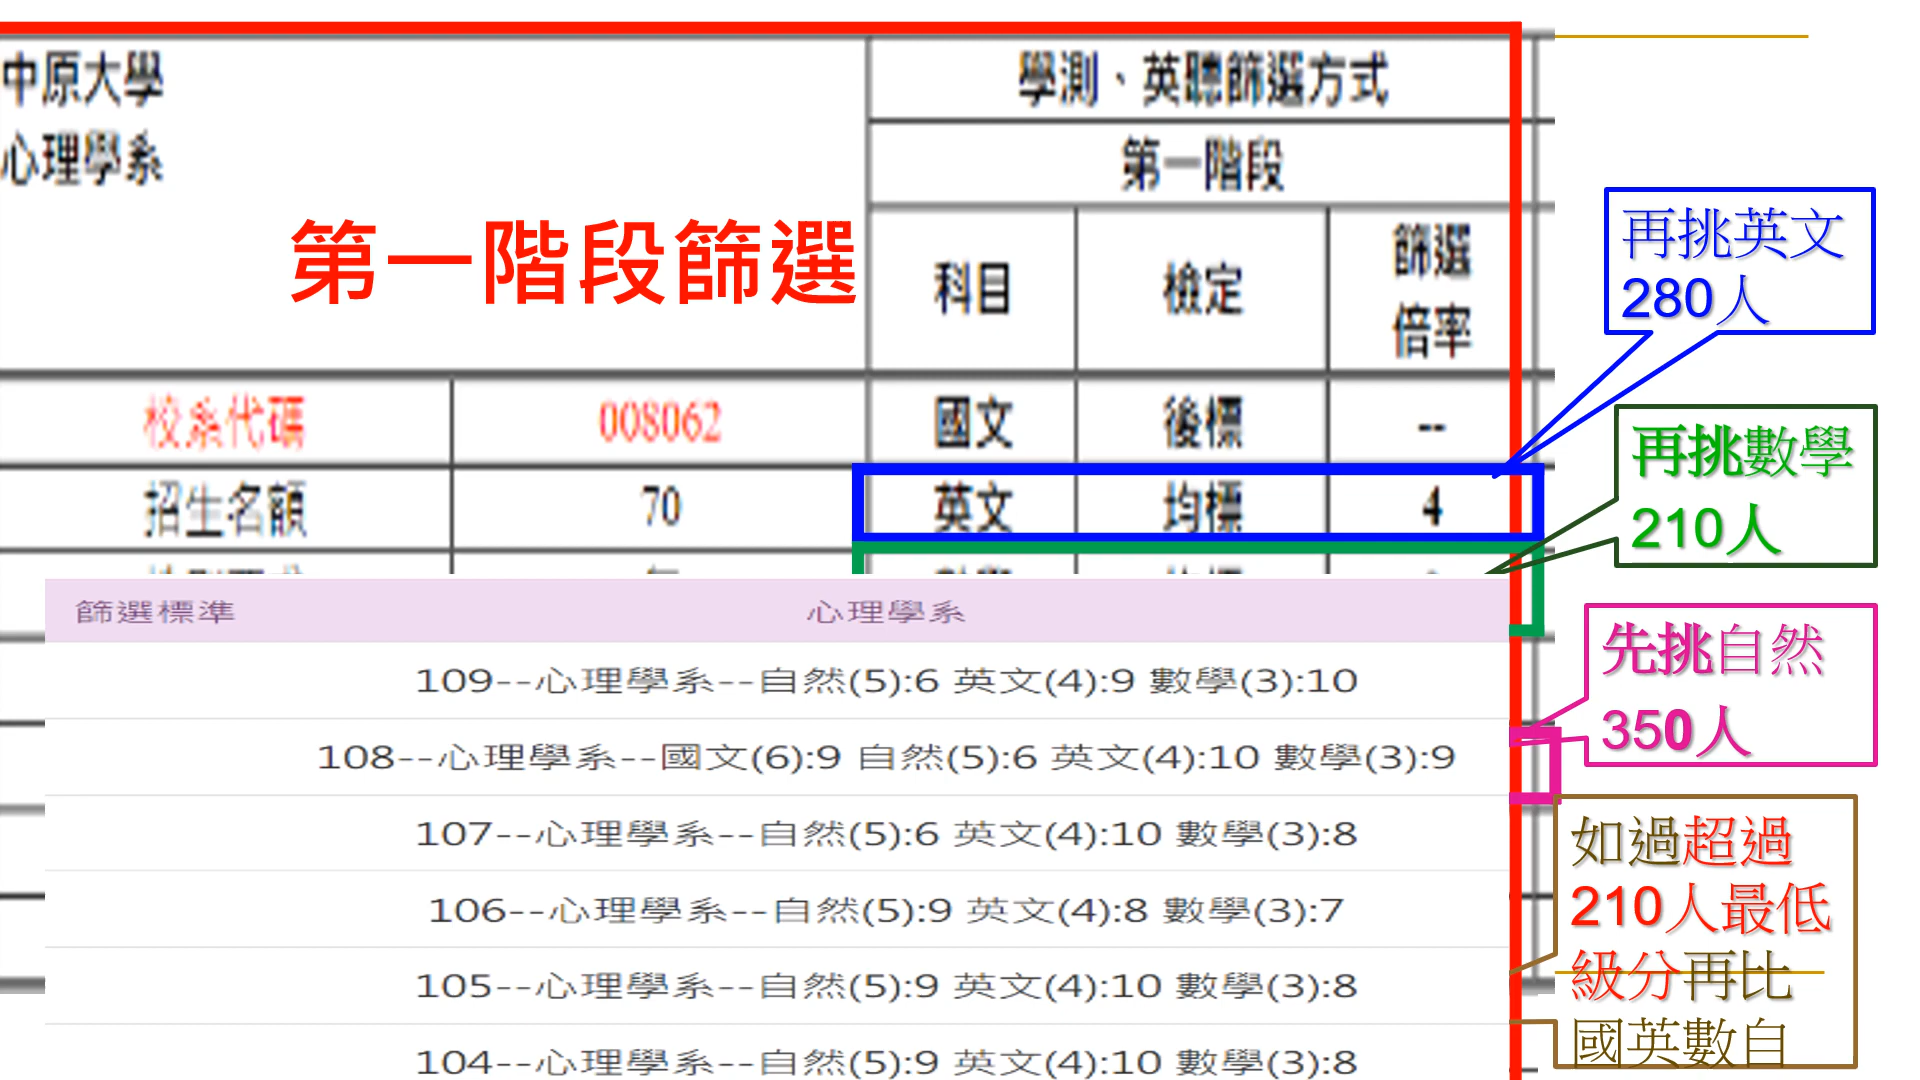 中原大學
心理學系
第一階段篩選
學測、英聽篩選方式
第一階段
科目
檢定
篩選
倍率
校系代碼
008062
國文
後標
--
招生名額
70
英文
均標
4
再挑英文
280人
再挑數學
210人
先挑自然
350人
如過超過
210人最低
級分再比
國英數自
篩選標準
心理學系
109--心理學系--自然(5):6 英文(4):9 數學(3):10
108--心理學系--國文(6):9 自然(5):6 英文(4):10 數學(3):9
107--心理學系--自然(5):6 英文(4):10 數學(3):8
106--心理學系--自然(5):9 英文(4):8 數學(3):7
105--心理學系--自然(5):9 英文(4):10 數學(3):8
104--心理學系--自然(5):9 英文(4):10 數學(3):8